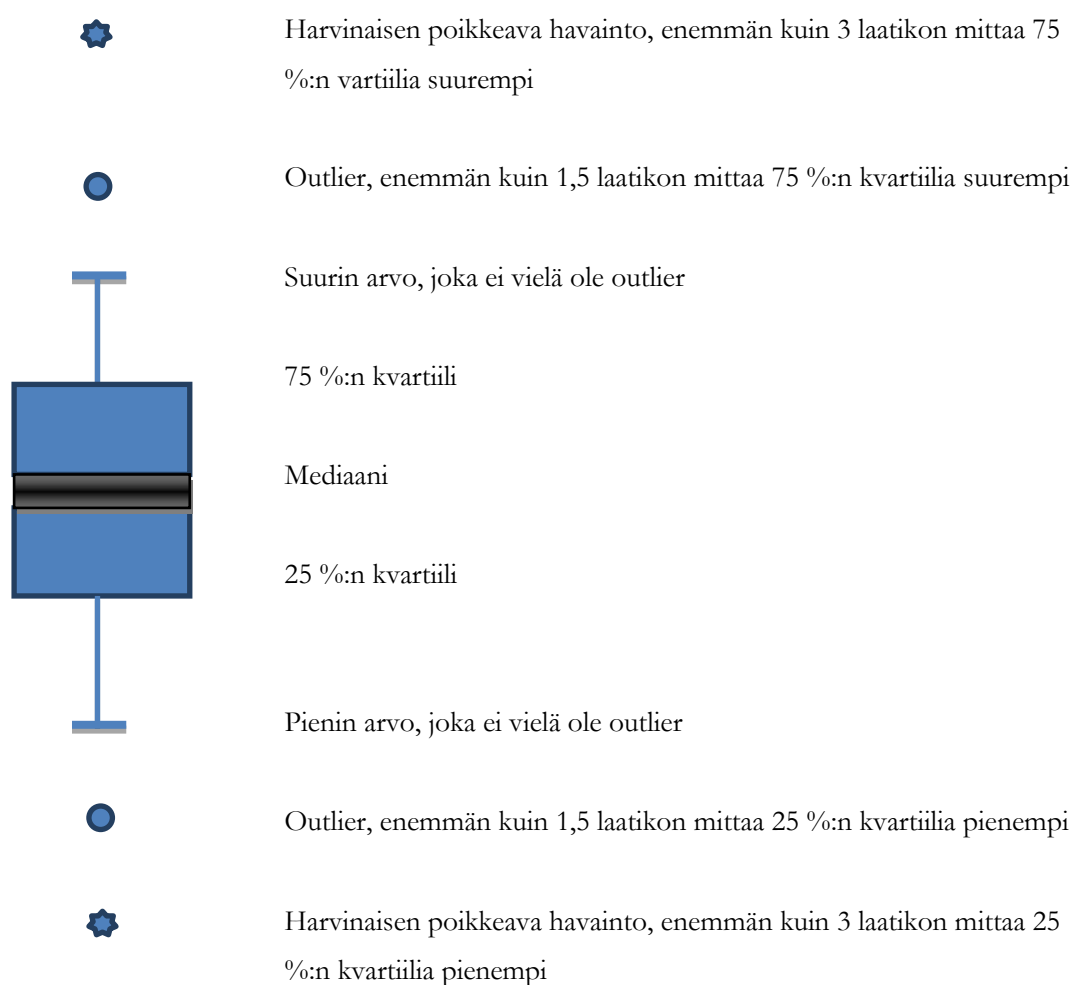 Harvinaisen poikkeava havainto, enemmän kuin 3 laatikon mittaa 75
%:n vartiilia suurempi
Outlier, enemmän kuin 1,5 laatikon mittaa 75 %:n kvartiilia suurempi
Suurin arvo, joka ei vielä ole outlier
75 %:n kvartiili
Mediaani
25 %:n kvartiili
Pienin arvo, joka ei vielä ole outlier
Outlier, enemmän kuin 1,5 laatikon mittaa 25 %:n kvartiilia pienempi
Harvinaisen poikkeava havainto, enemmän kuin 3 laatikon mittaa 25
%:n kvartiilia pienempi